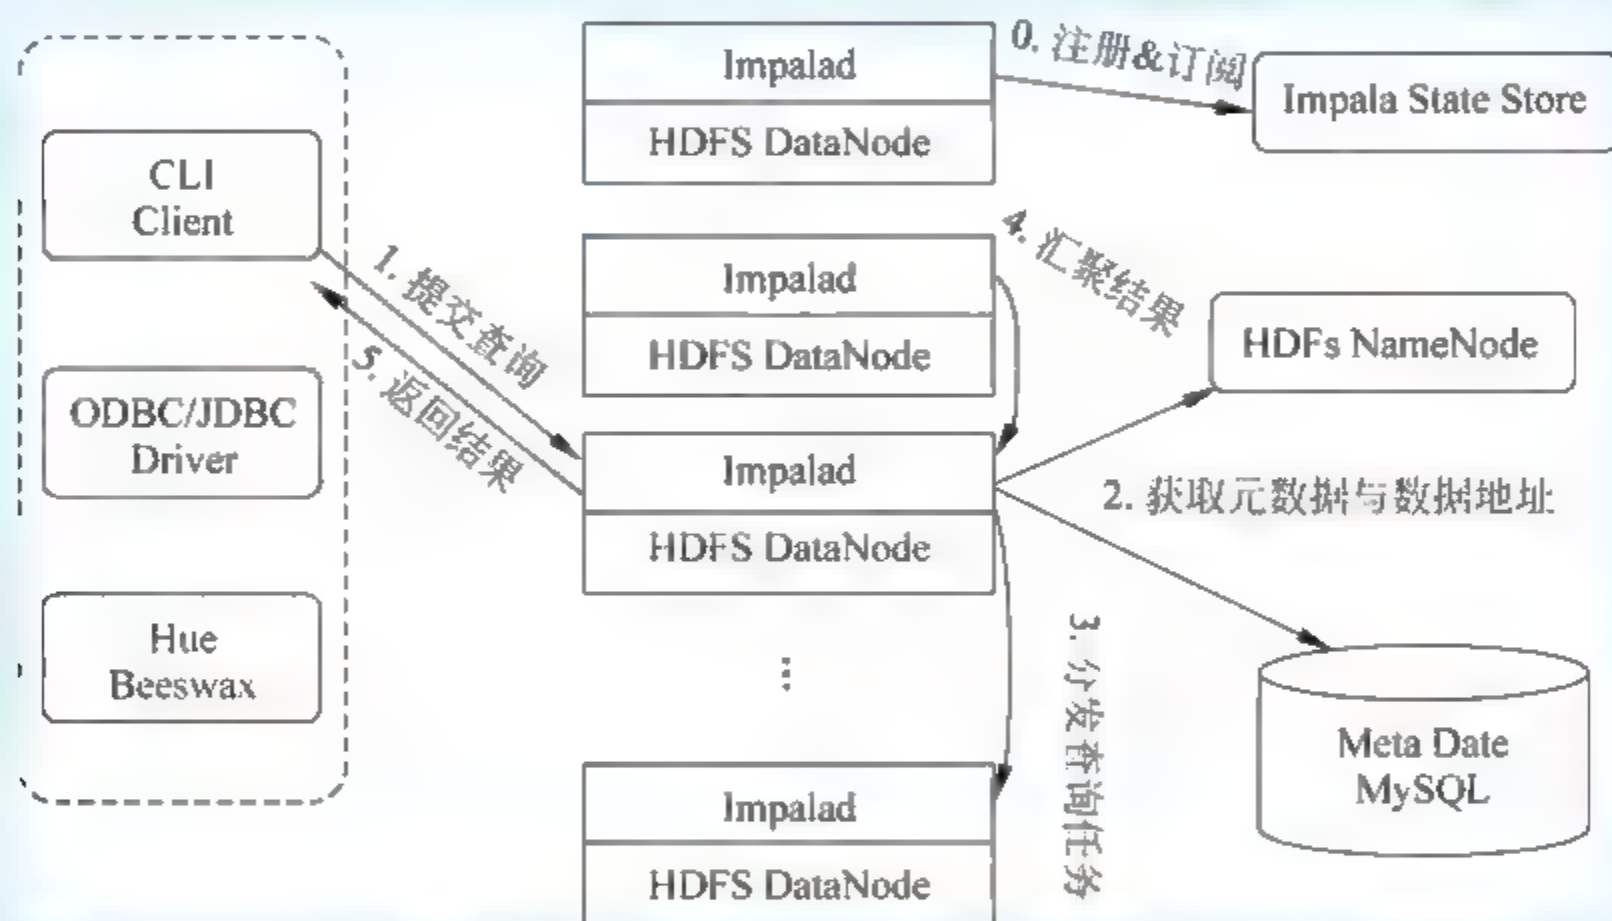 CLI
Client
ODBC/JDBC
Driver
Hue
Beeswax
1. 提交查询
5. 返回结果
Impalad
HDFS DataNode
Impalad
HDFS DataNode
Impalad
HDFS DataNode
⋮
Impalad
HDFS DataNode
0. 注册&订阅
Impala State Store
4. 汇聚结果
HDFs NameNode
2. 获取元数据与数据地址
3. 分发查询任务
Meta Date
MySQL